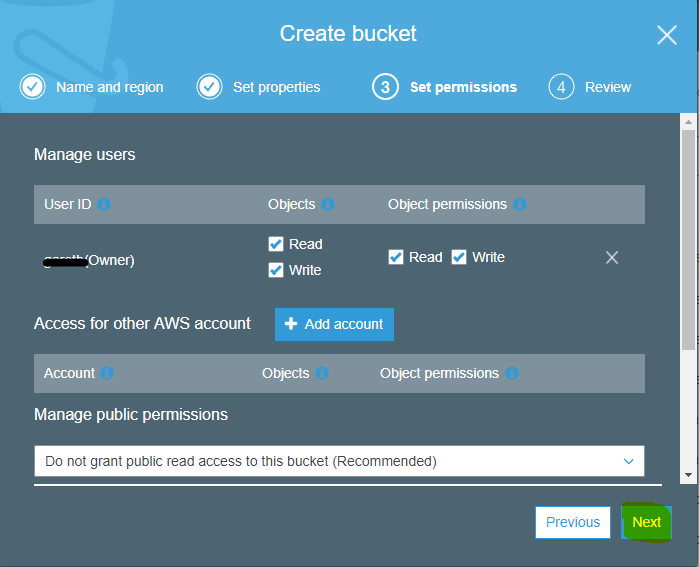 Create bucket
Name and region Set properties 3 Set permissions 4 Review
Manage users
User ID Objects Object permissions
(Owner) Read Read Write
Write
Access for other AWS account + Add account
Account Objects Object permissions
Manage public permissions
Do not grant public read access to this bucket (Recommended)
Previous Next